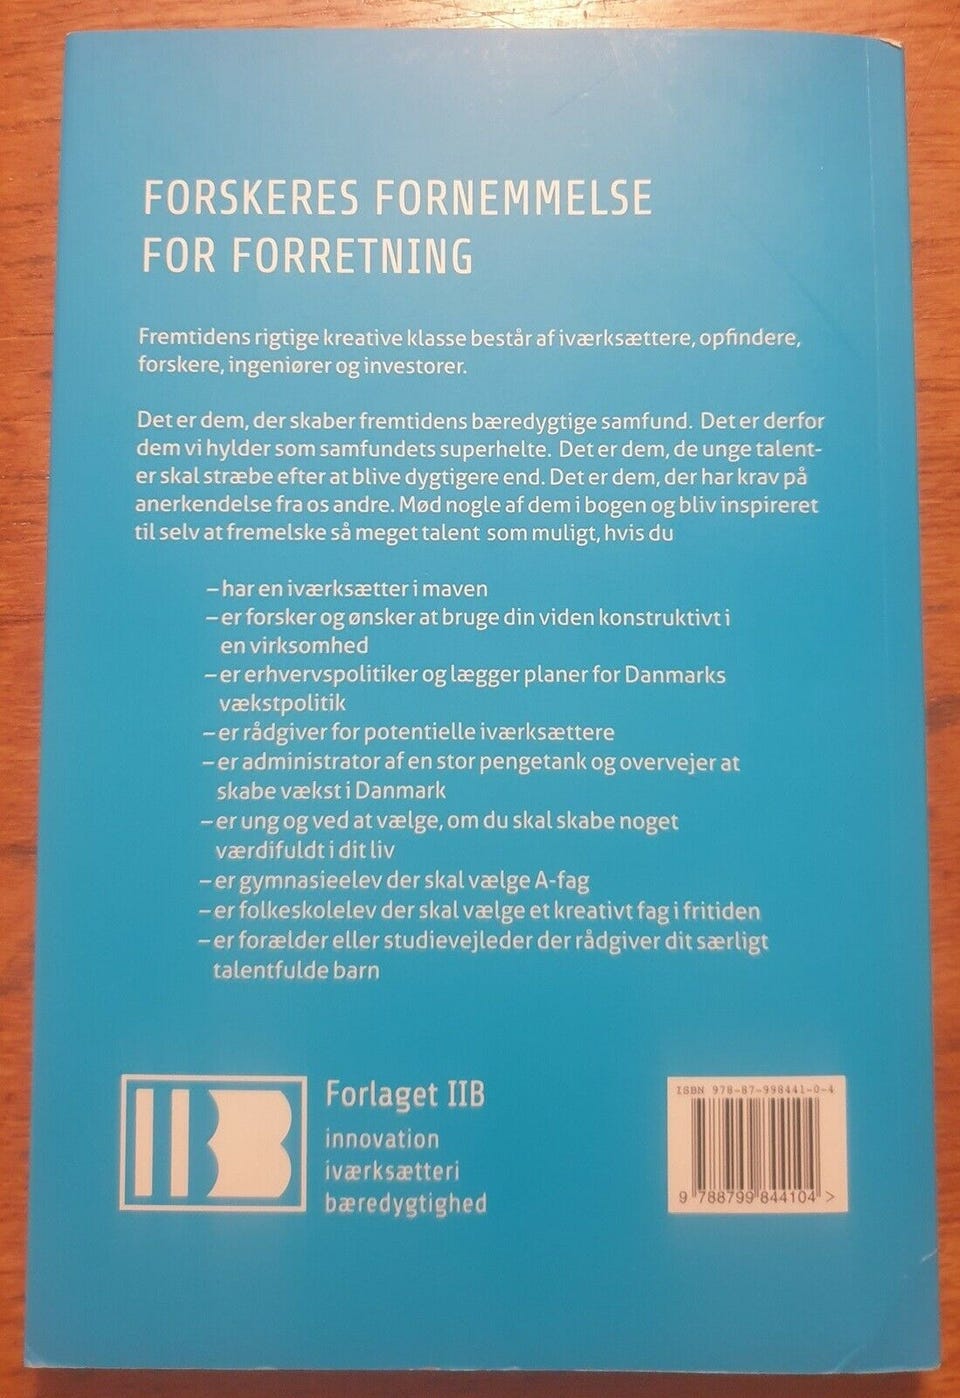 FORSKERES FORNEMMELSE
FOR FORRETNING
Fremtidens rigtige kreative klasse består af iværksættere, opfindere,
forskere, ingeniører og investorer.
Det er dem, der skaber fremtidens bæredygtige samfund. Det er derfor
dem vi hylder som samfundets superhelte. Det er dem, de unge talent-
er skal stræbe efter at blive dygtigere end. Det er dem, der har krav på
anerkendelse fra os andre. Mød nogle af dem i bogen og bliv inspireret
til selv at fremelske så meget talent som muligt, hvis du
– har en iværksætter i maven
– er forsker og ønsker at bruge din viden konstruktivt i
en virksomhed
– er erhvervspolitiker og lægger planer for Danmarks
vækstpolitik
– er rådgiver for potentielle iværksættere
– er administrator af en stor pengetank og overvejer at
skabe vækst i Danmark
– er ung og ved at vælge, om du skal skabe noget
værdifuldt i dit liv
– er gymnasieelev der skal vælge A-fag
– er folkeskolelev der skal vælge et kreativt fag i fritiden
– er forælder eller studievejleder der rådgiver dit særligt
talentfulde barn
IIB
Forlaget IIB
innovation
iværksætteri
bæredygtighed
ISBN 978-87-998441-0-4
9 788799 844104 >